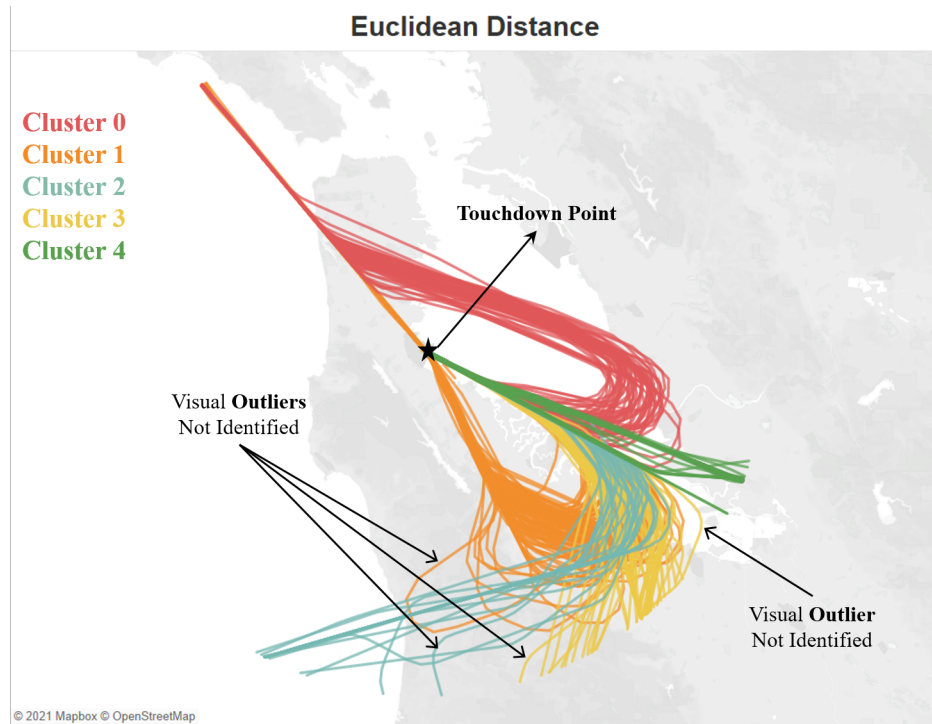 Euclidean Distance
Cluster 0
Cluster 1
Cluster 2
Cluster 3
Cluster 4
Touchdown Point
Visual Outliers
Not Identified
Visual Outlier
Not Identified
© 2021 Mapbox © OpenStreetMap